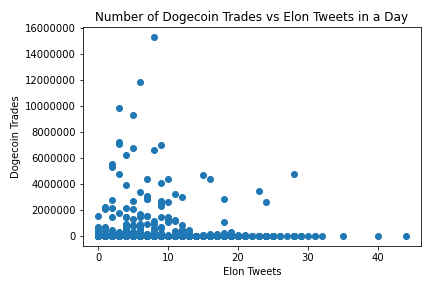 Number of Dogecoin Trades vs Elon Tweets in a Day
Dogecoin Trades
16000000
14000000
12000000
10000000
8000000
6000000
4000000
2000000
0
0 10 20 30 40
Elon Tweets